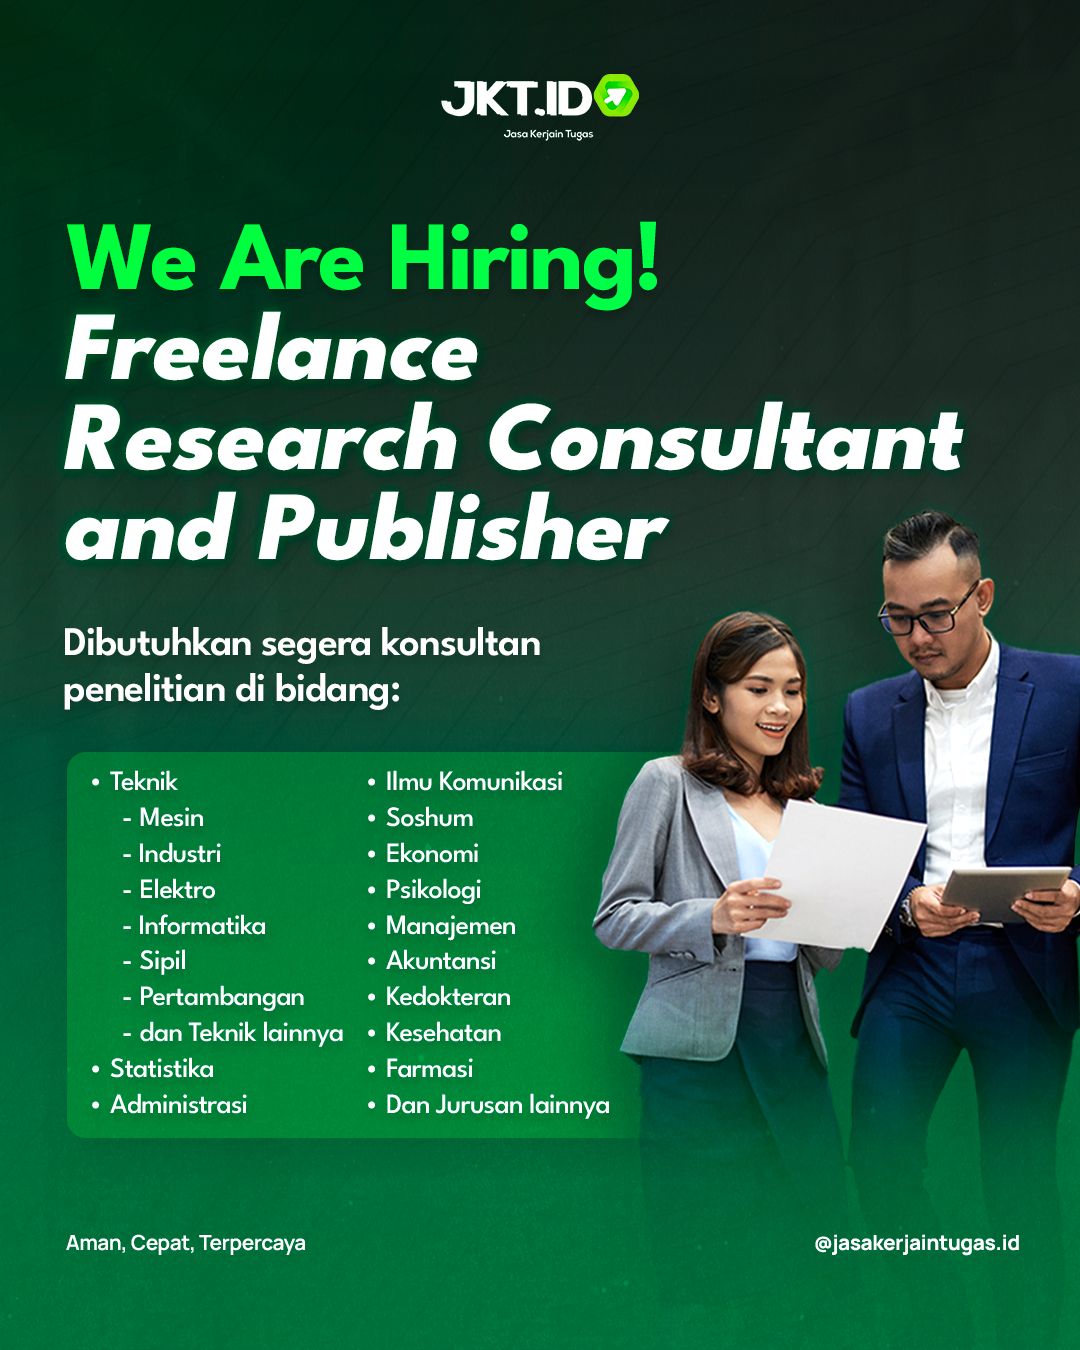 JKT.ID
Jasa Kerjain Tugas
We Are Hiring!
Freelance
Research Consultant
and Publisher
Dibutuhkan segera konsultan
penelitian di bidang:
• Teknik
- Mesin
- Industri
- Elektro
- Informatika
- Sipil
- Pertambangan
- dan Teknik lainnya
• Statistika
• Administrasi
• Ilmu Komunikasi
• Soshum
• Ekonomi
• Psikologi
• Manajemen
• Akuntansi
• Kedokteran
• Kesehatan
• Farmasi
• Dan Jurusan lainnya
Aman, Cepat, Terpercaya
@jasakerjaintugas.id